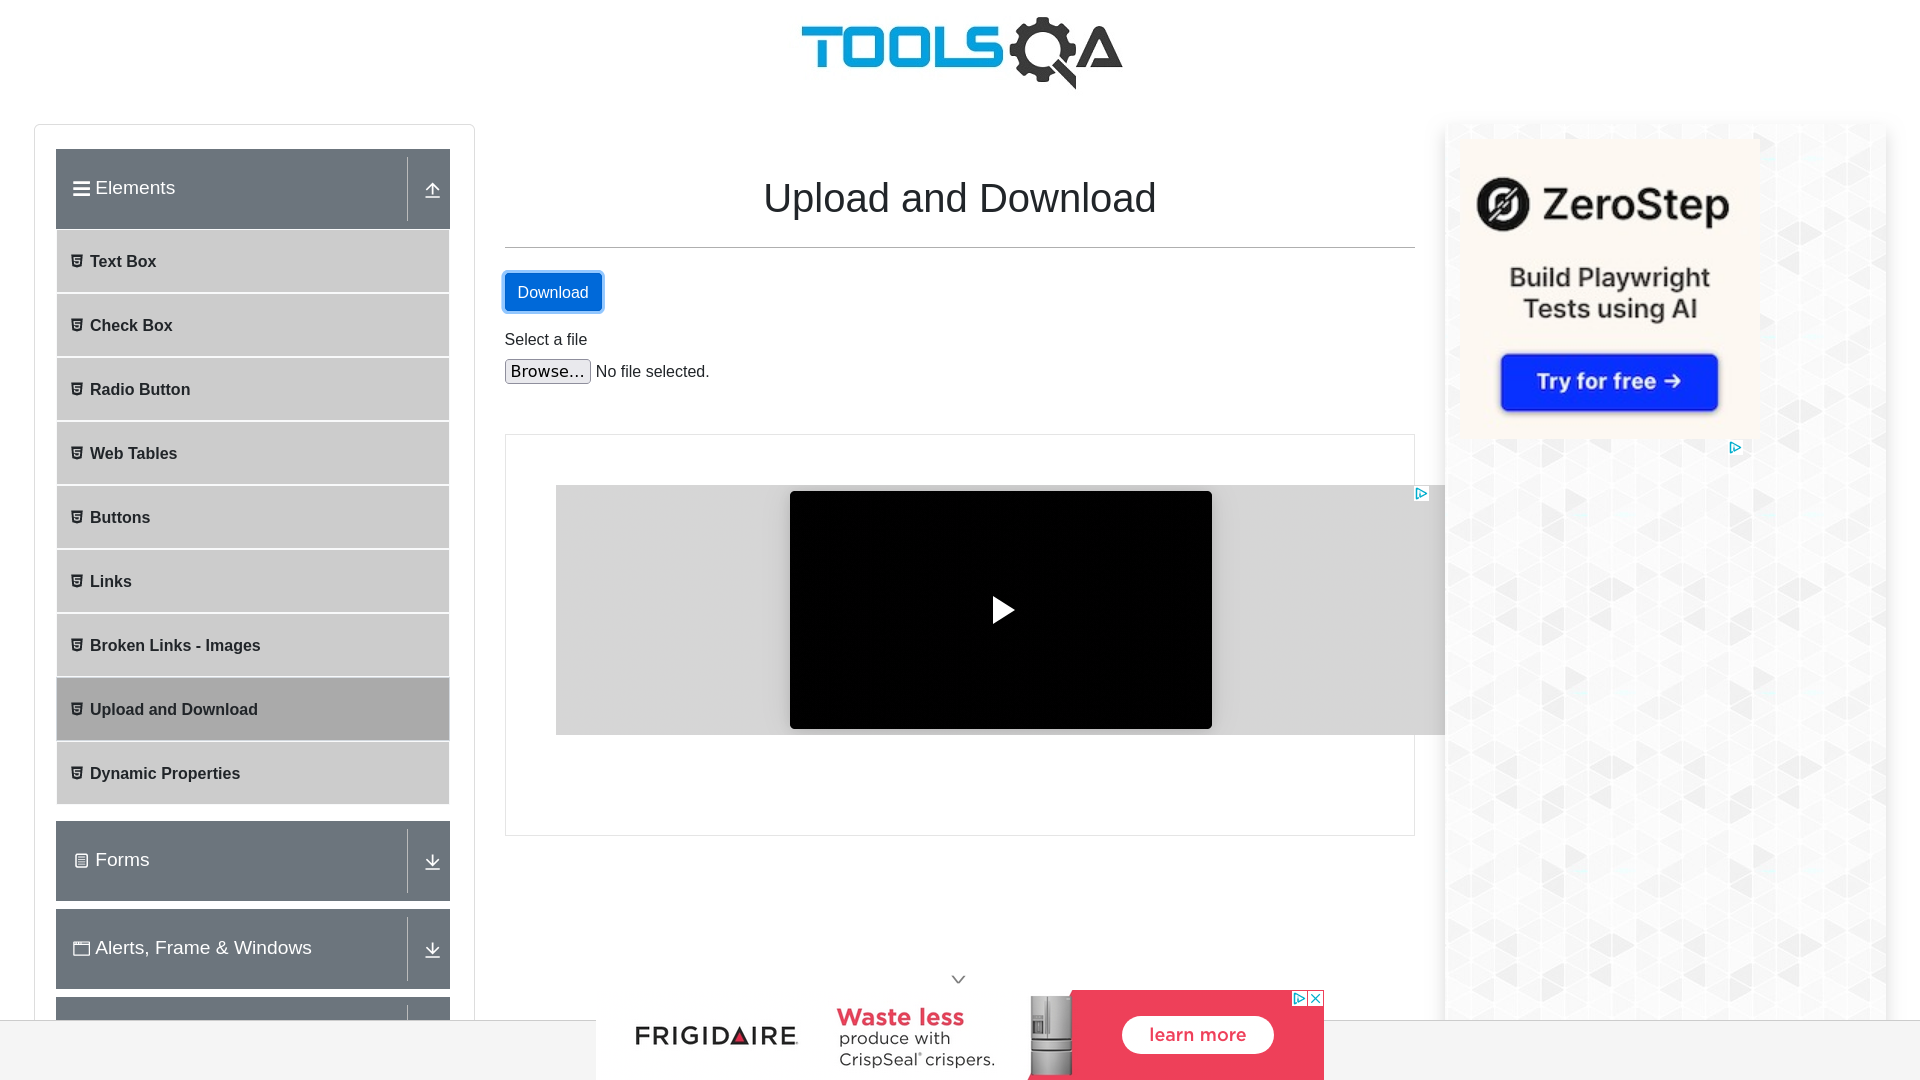 TOOLSQA
Elements
Text Box
Check Box
Radio Button
Web Tables
Buttons
Links
Broken Links - Images
Upload and Download
Dynamic Properties
Forms
Alerts, Frame & Windows
Upload and Download
Download
Select a file
Browse... No file selected.
ZeroStep
Build Playwright
Tests using AI
Try for free →
FRIGIDAIRE
Waste less
produce with
CrispSeal® crispers.
learn more